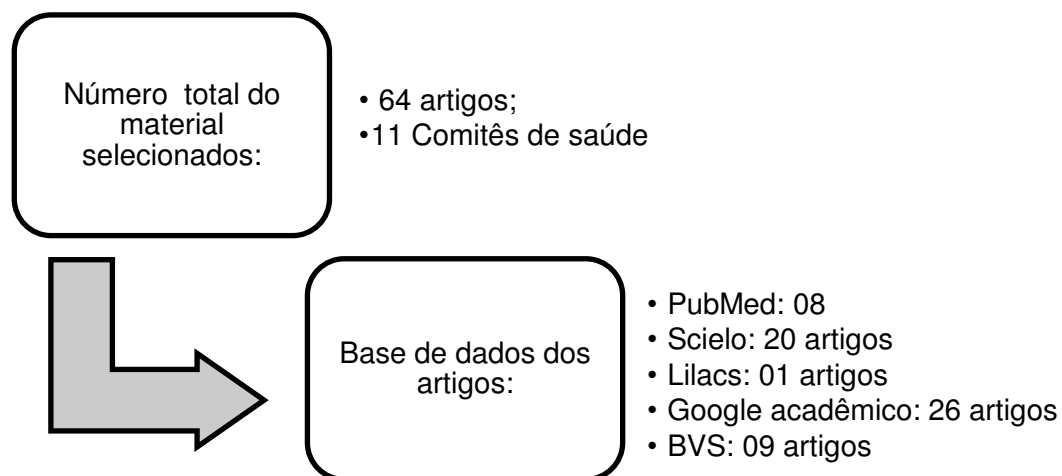 Número total do
material
selecionados:
• 64 artigos;
•11 Comitês de saúde
Base de dados dos
artigos:
• PubMed: 08
• Scielo: 20 artigos
• Lilacs: 01 artigos
• Google acadêmico: 26 artigos
• BVS: 09 artigos